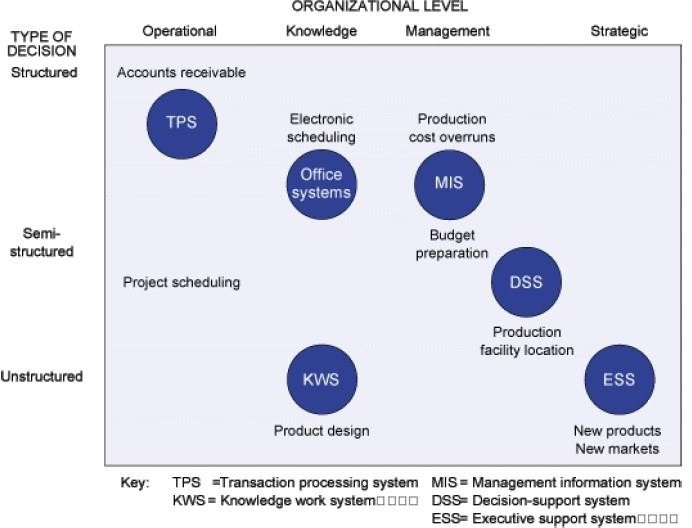 ORGANIZATIONAL LEVEL
TYPE OF
DECISION
Operational
Knowledge
Management
Strategic
Structured
Accounts receivable
TPS
Electronic
scheduling
Production
cost overruns
Office
systems
MIS
Semi-
structured
Budget
preparation
Project scheduling
DSS
Production
facility location
Unstructured
KWS
ESS
Product design
New products
New markets
Key:
TPS =Transaction processing system
MIS= Management information system
KWS= Knowledge work system□□□□
DSS= Decision-support system
ESS= Executive support system□□□□